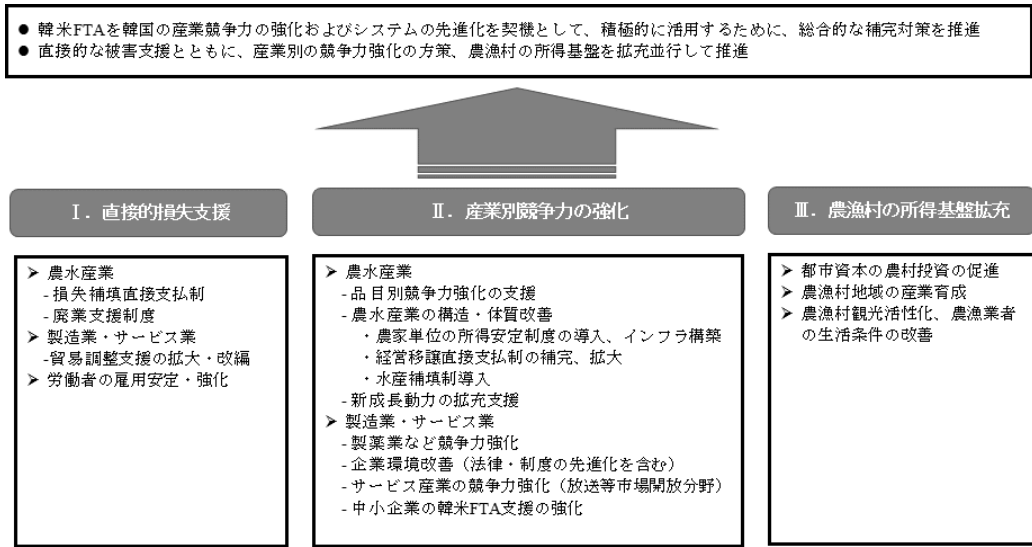 ● 韓米FTAを韓国の産業競争力の強化およびシステムの先進化を契機として、積極的に活用するために、総合的な補完対策を推進
● 直接的な被害支援とともに、産業別の競争力強化の方策、農漁村の所得基盤を拡充並行して推進
Ⅰ．直接的損失支援
➤ 農水産業
-損失補填直接支払制
-廃業支援制度
➤ 製造業・サービス業
-貿易調整支援の拡大・改編
➤ 労働者の雇用安定・強化
Ⅱ．産業別競争力の強化
➤ 農水産業
-品目別競争力強化の支援
-農水産業の構造・体質改善
・農家単位の所得安定制度の導入、インフラ構築
・経営移譲直接支払制の補完、拡大
・水産補填制導入
-新成長動力の拡充支援
➤ 製造業・サービス業
-製薬業など競争力強化
-企業環境改善（法律・制度の先進化を含む）
-サービス産業の競争力強化（放送等市場開放分野）
-中小企業の韓米FTA支援の強化
Ⅲ．農漁村の所得基盤拡充
➤ 都市資本の農村投資の促進
➤ 農漁村地域の産業育成
➤ 農漁村観光活性化、農漁業者
の生活条件の改善